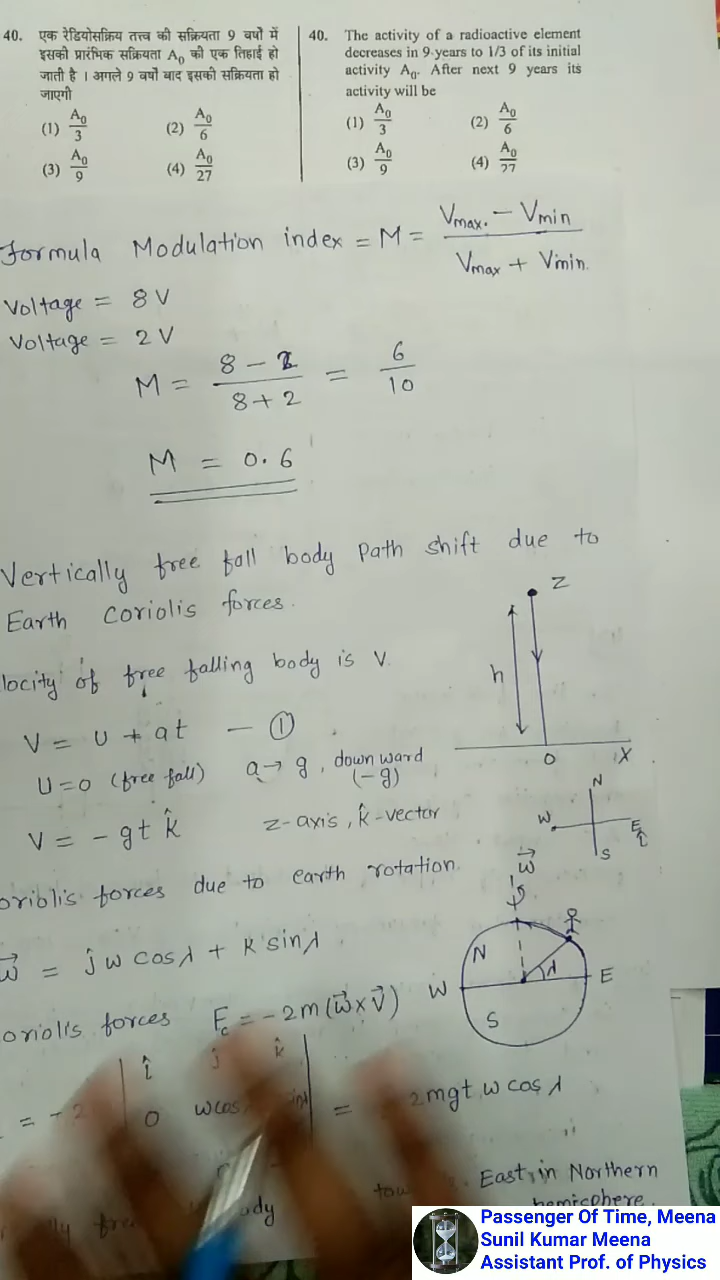 40. एक रेडियोसक्रिय तत्त्व की सक्रियता 9 वर्षों में
इसकी प्रारंभिक सक्रियता A₀ की एक तिहाई हो
जाती है । अगले 9 वर्षों बाद इसकी सक्रियता हो
जाएगी
(1) A₀/3 (2) A₀/6
(3) A₀/9 (4) A₀/27
40. The activity of a radioactive element
decreases in 9 years to 1/3 of its initial
activity A₀. After next 9 years its
activity will be
(1) A₀/3 (2) A₀/6
(3) A₀/9 (4) A₀/27
Formula Modulation index = M = (Vmax. - Vmin)/(Vmax + Vmin.)
Voltage = 8 V
Voltage = 2 V
M = (8 - 2)/(8 + 2) = 6/10
M = 0.6
Vertically free fall body path shift due to
Earth coriolis forces.
locity of free falling body is V.
V = u + at — ①
U = 0 (free fall) a → g, down ward
(-g)
V = -gt k̂ z-axis, k̂-vector
Z
h
O X
N
W E
î
S
orioblis forces due to earth rotation.
ω⃗ = ĵ ω cosλ + k sinλ
oriolis forces F_c = -2m(ω⃗ × V⃗)
ω⃗
N
W λ E
S
= -2 | î ĵ k̂
0 ωcos | = 2mgt ω cosλ
East, in Northern
hemisphere.
Passenger Of Time, Meena
Sunil Kumar Meena
Assistant Prof. of Physics